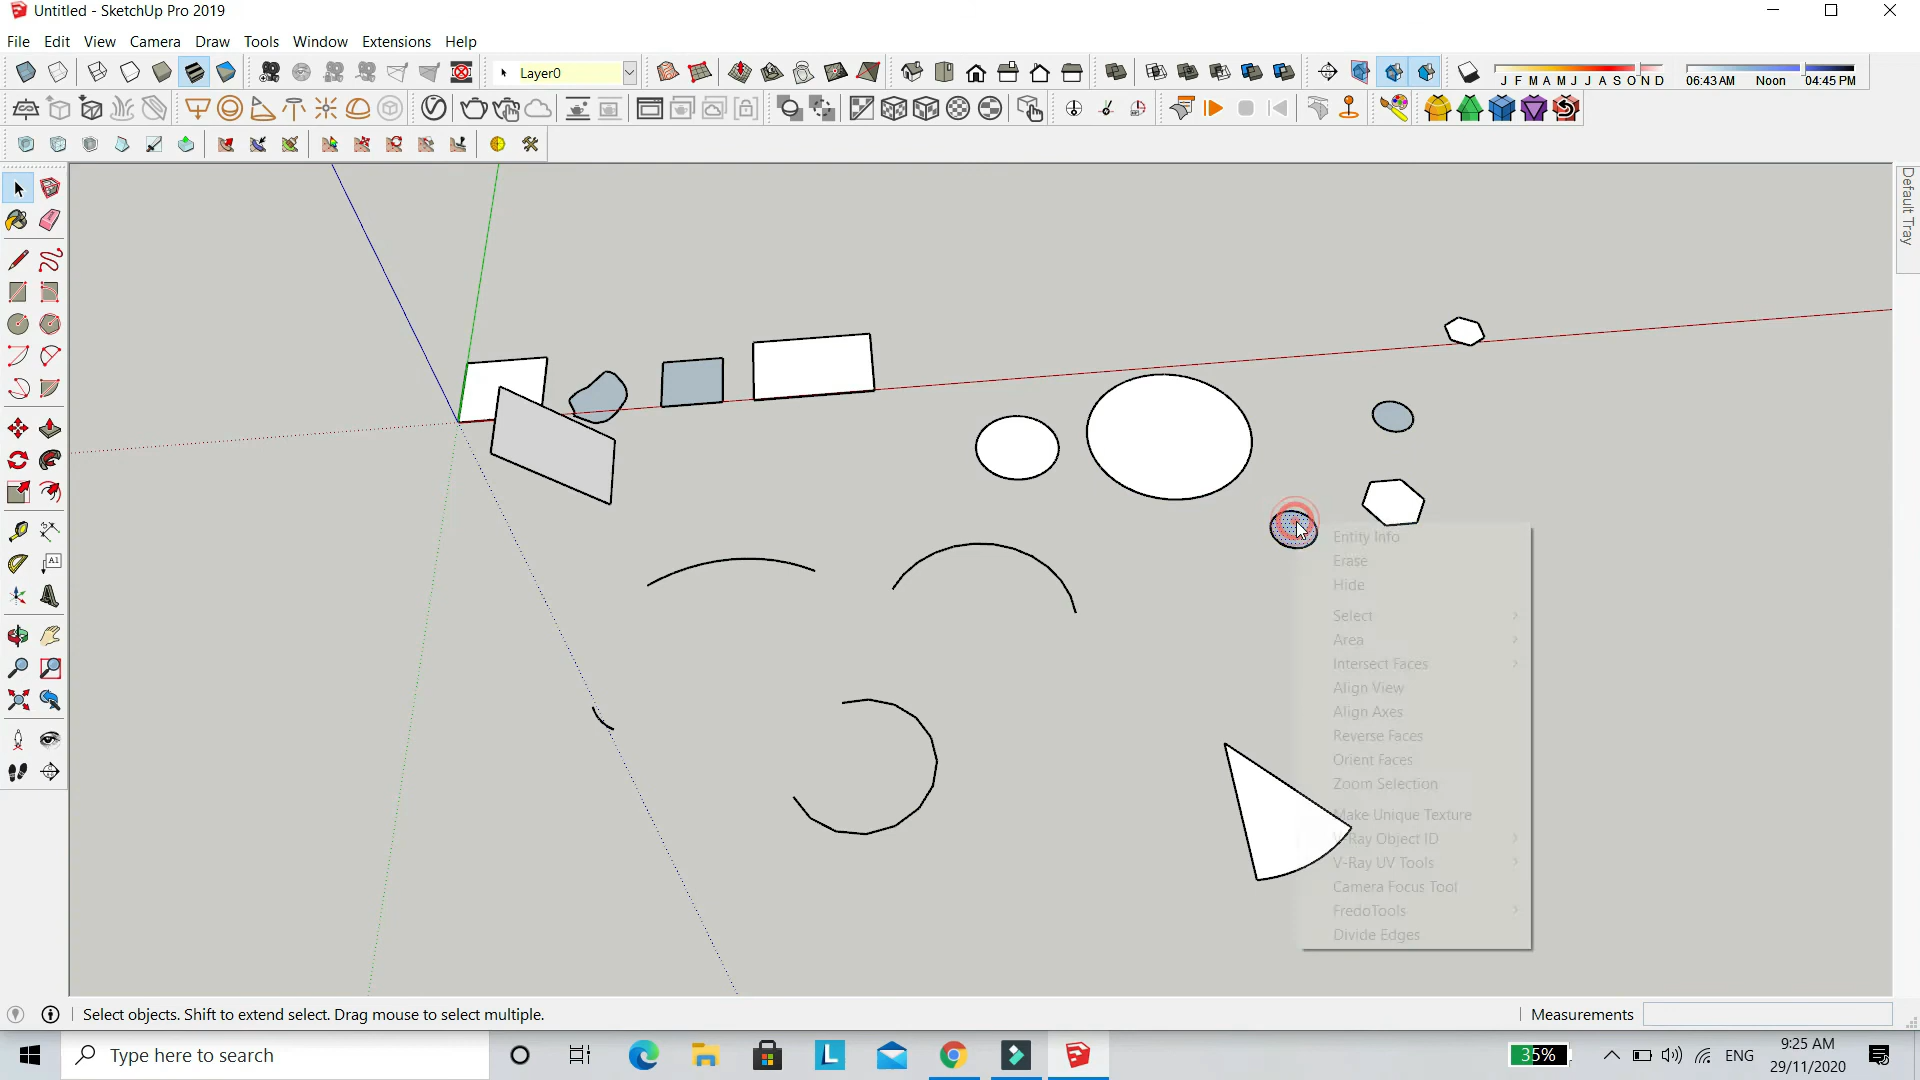 Untitled - SketchUp Pro 2019
File Edit View Camera Draw Tools Window Extensions Help
Layer0
J F M A M J J A S O N D
06:43 AM Noon 04:45 PM
Default Tray
A1
Entity Info
Erase
Hide
Select
Area
Intersect Faces
Align View
Align Axes
Reverse Faces
Orient Faces
Zoom Selection
Make Unique Texture
V-Ray Object ID
V-Ray UV Tools
Camera Focus Tool
FredoTools
Divide Edges
Select objects. Shift to extend select. Drag mouse to select multiple.
Measurements
Type here to search
L
35%
ENG
9:25 AM
29/11/2020